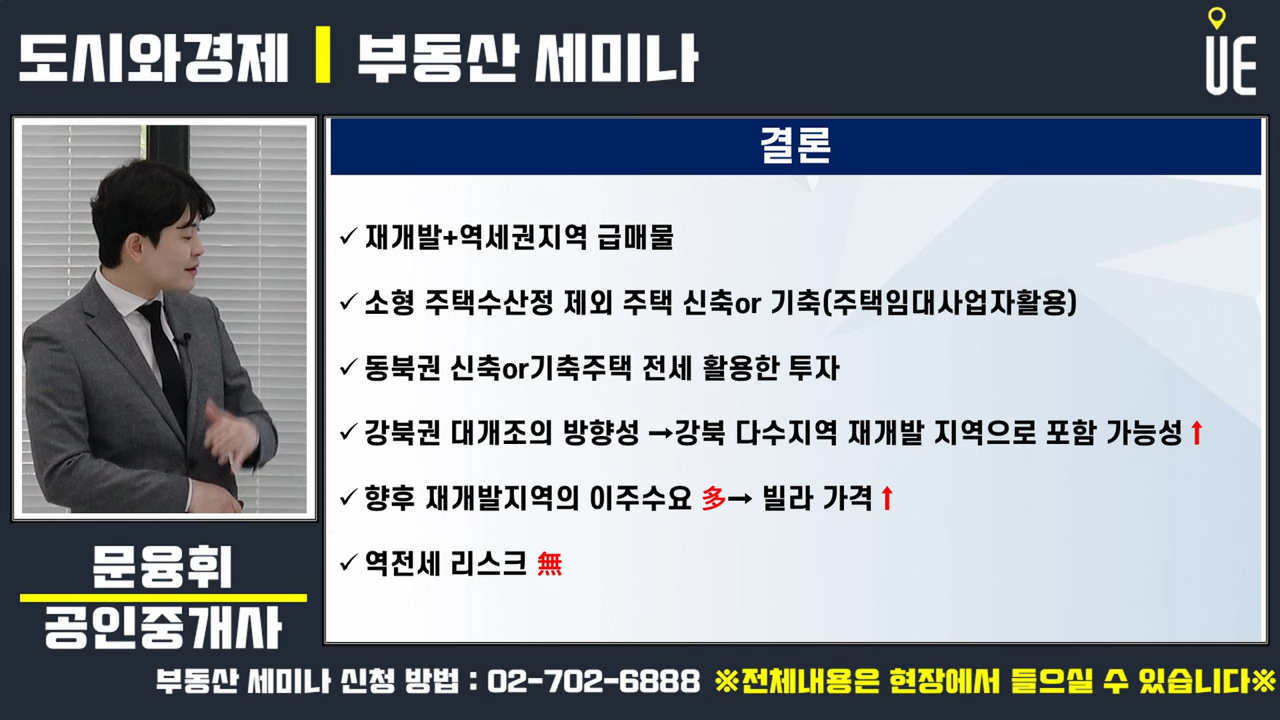 도시와경제 | 부동산 세미나
UE
결론
✓ 재개발+역세권지역 급매물
✓ 소형 주택수산정 제외 주택 신축or 기축(주택임대사업자활용)
✓ 동북권 신축or기축주택 전세 활용한 투자
✓ 강북권 대개조의 방향성 →강북 다수지역 재개발 지역으로 포함 가능성↑
✓ 향후 재개발지역의 이주수요 多→ 빌라 가격↑
✓ 역전세 리스크 無
문융휘
공인중개사
부동산 세미나 신청 방법 : 02-702-6888 ※전체내용은 현장에서 들으실 수 있습니다※